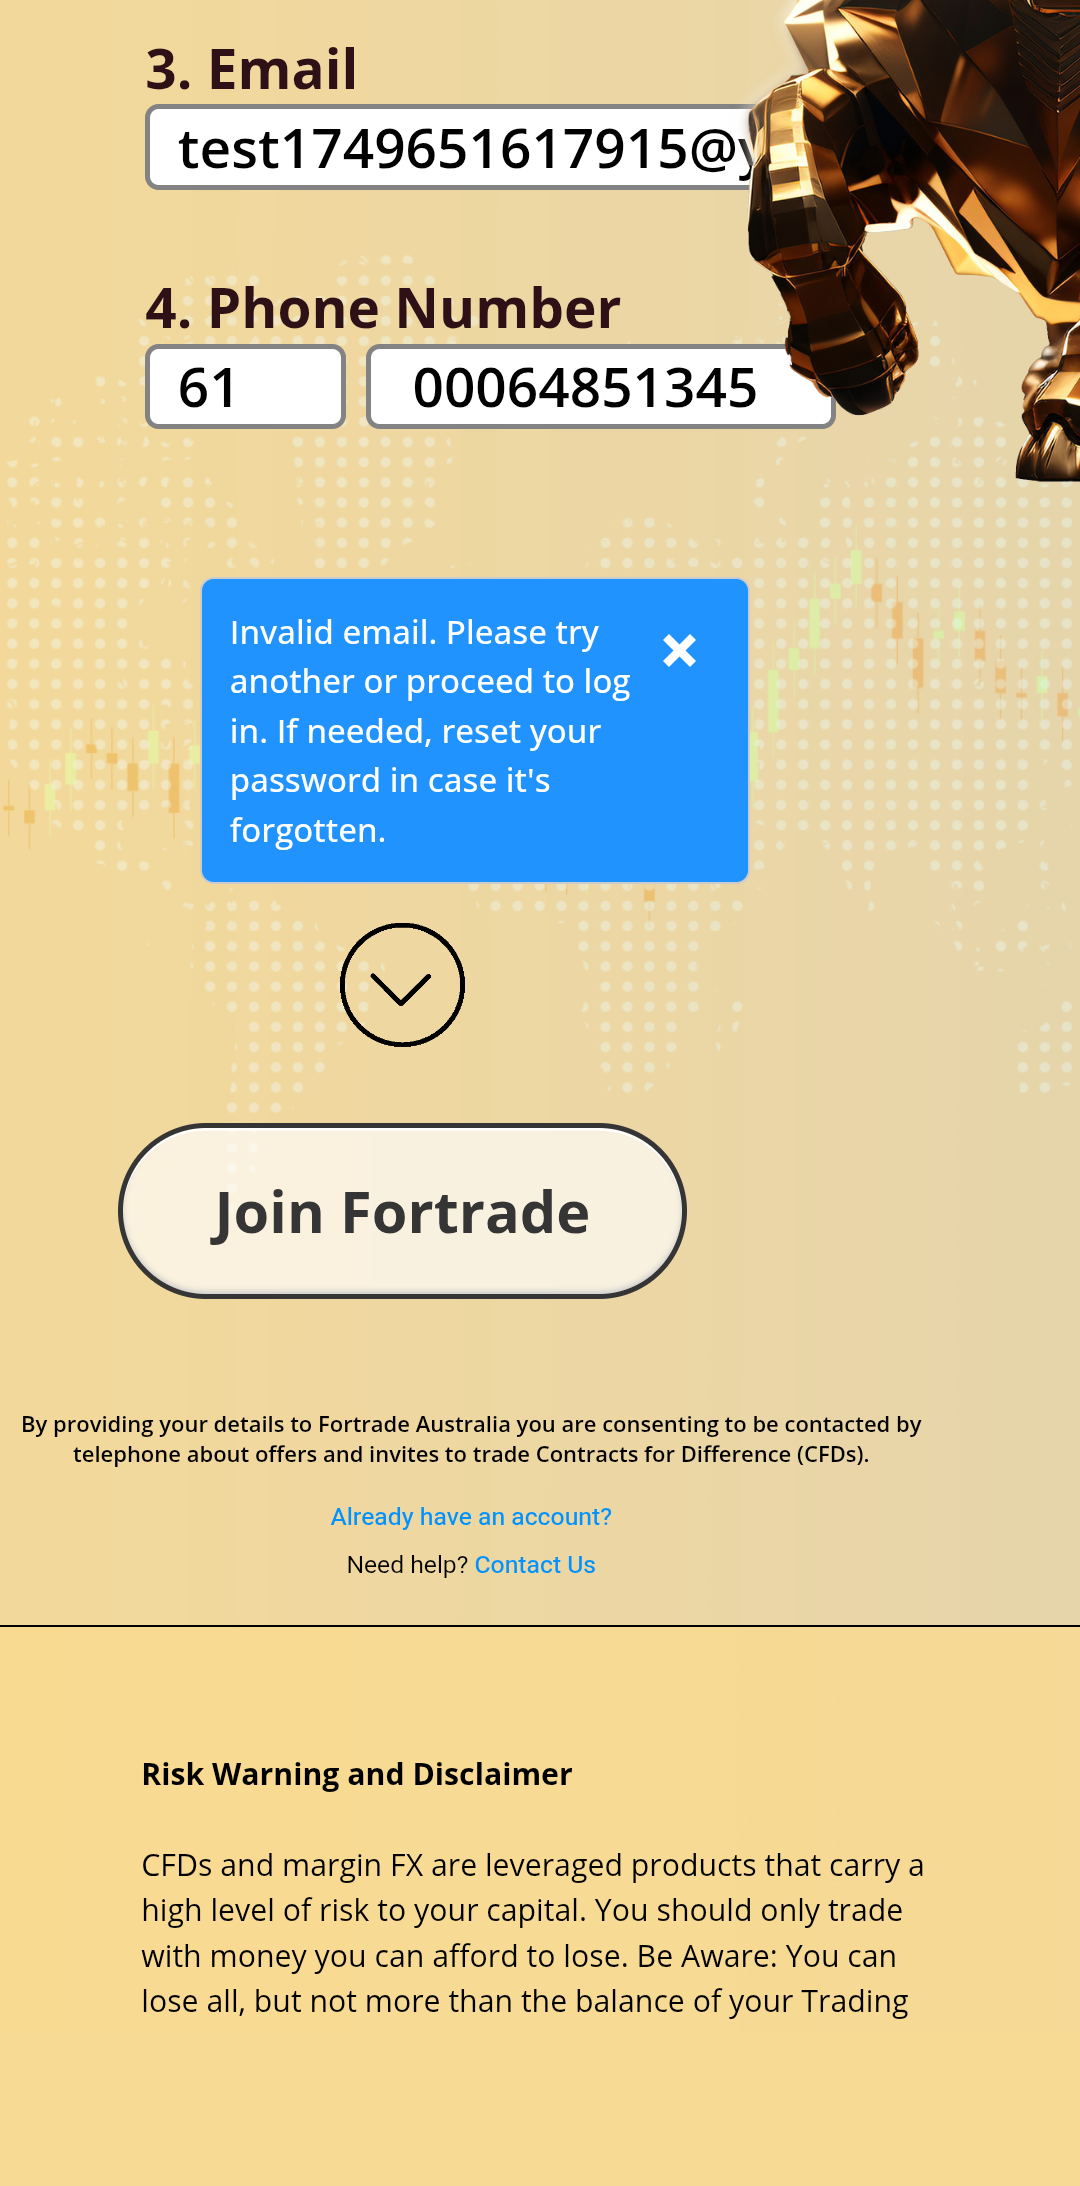 3. Email
test1749651617915@y
4. Phone Number
61 00064851345
Invalid email. Please try
another or proceed to log
in. If needed, reset your
password in case it's
forgotten.
Join Fortrade
By providing your details to Fortrade Australia you are consenting to be contacted by
telephone about offers and invites to trade Contracts for Difference (CFDs).
Already have an account?
Need help? Contact Us
Risk Warning and Disclaimer
CFDs and margin FX are leveraged products that carry a
high level of risk to your capital. You should only trade
with money you can afford to lose. Be Aware: You can
lose all, but not more than the balance of your Trading